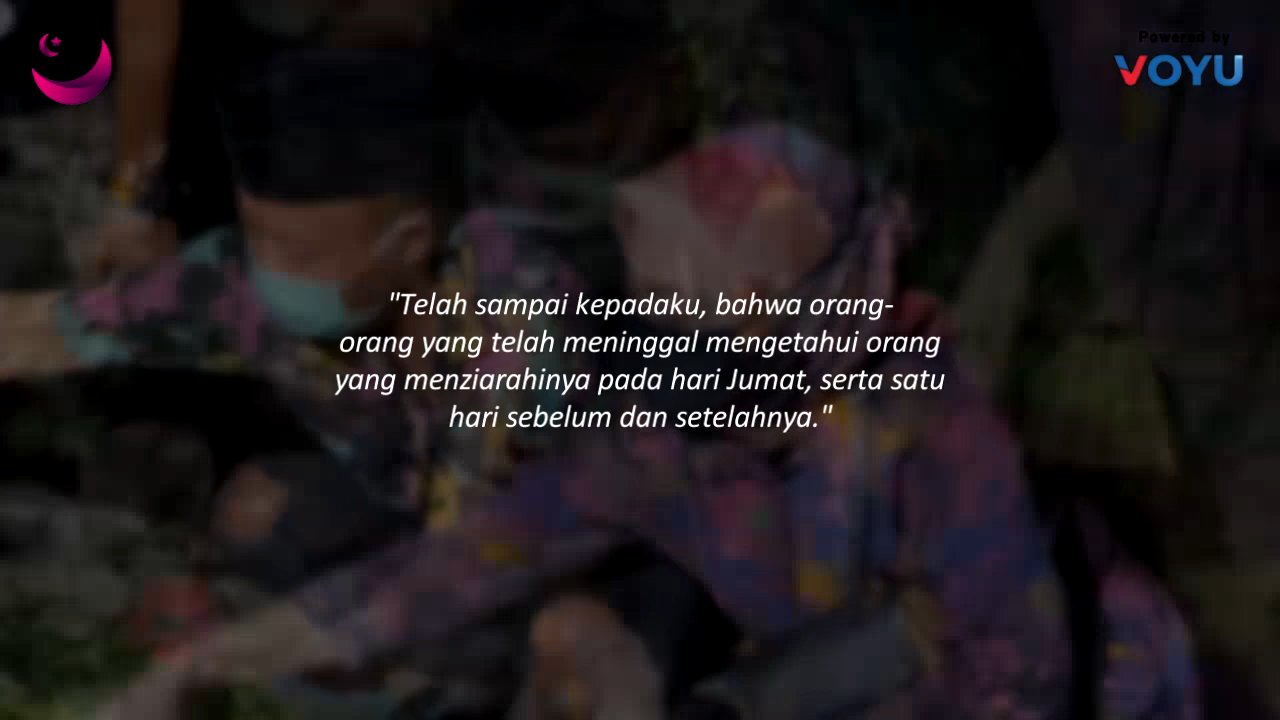 Powered by
VOYU
"Telah sampai kepadaku, bahwa orang-
orang yang telah meninggal mengetahui orang
yang menziarahinya pada hari Jumat, serta satu
hari sebelum dan setelahnya."